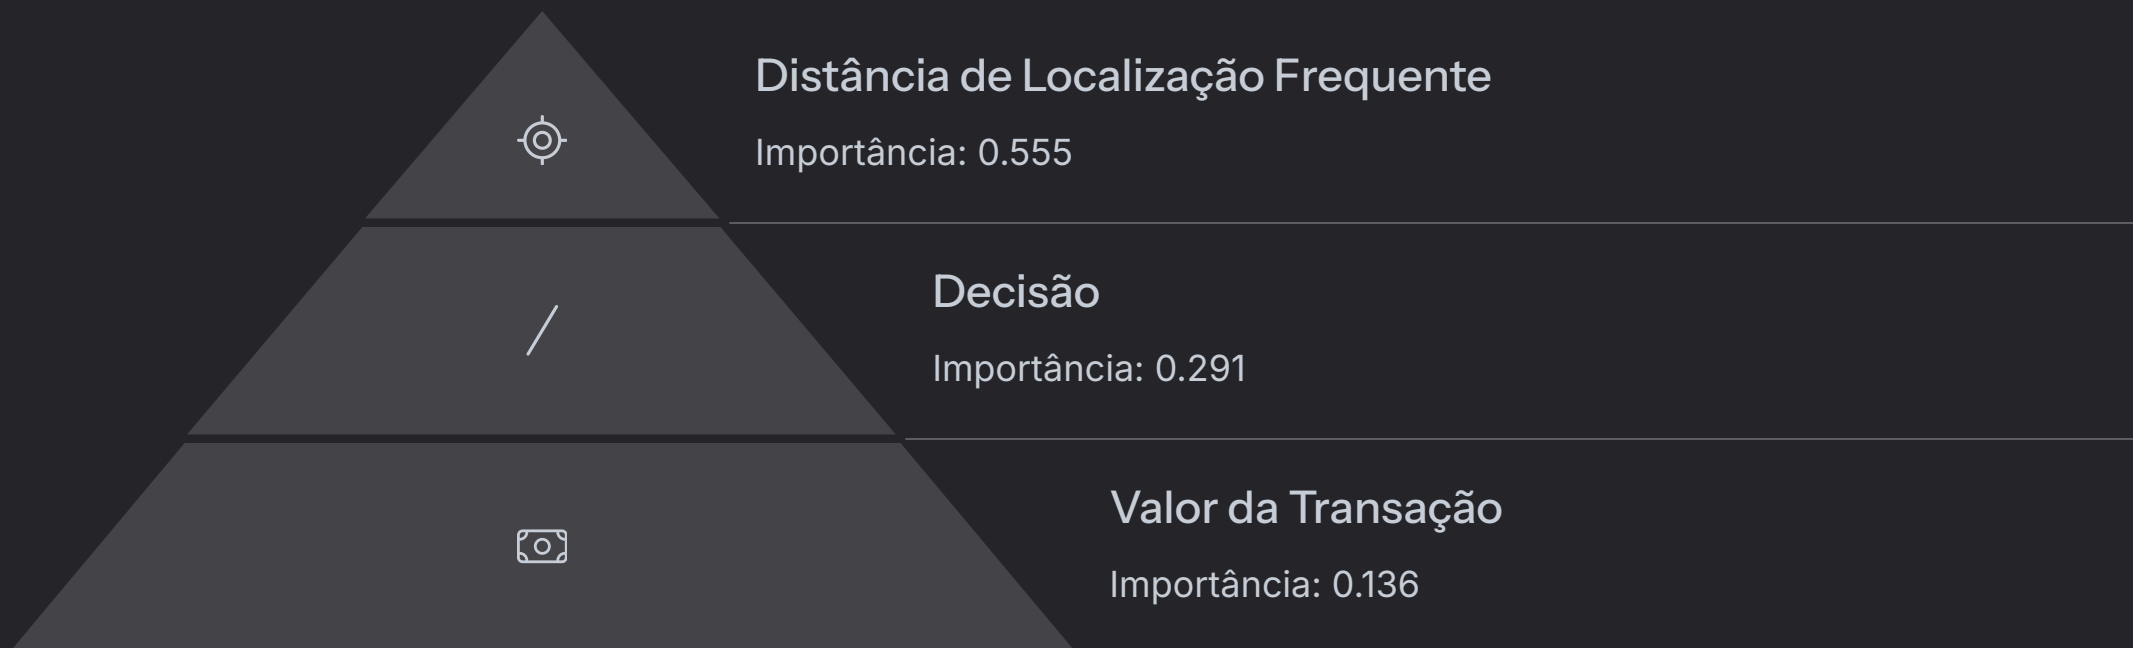 Distância de Localização Frequente
Importância: 0.555
Decisão
Importância: 0.291
Valor da Transação
Importância: 0.136